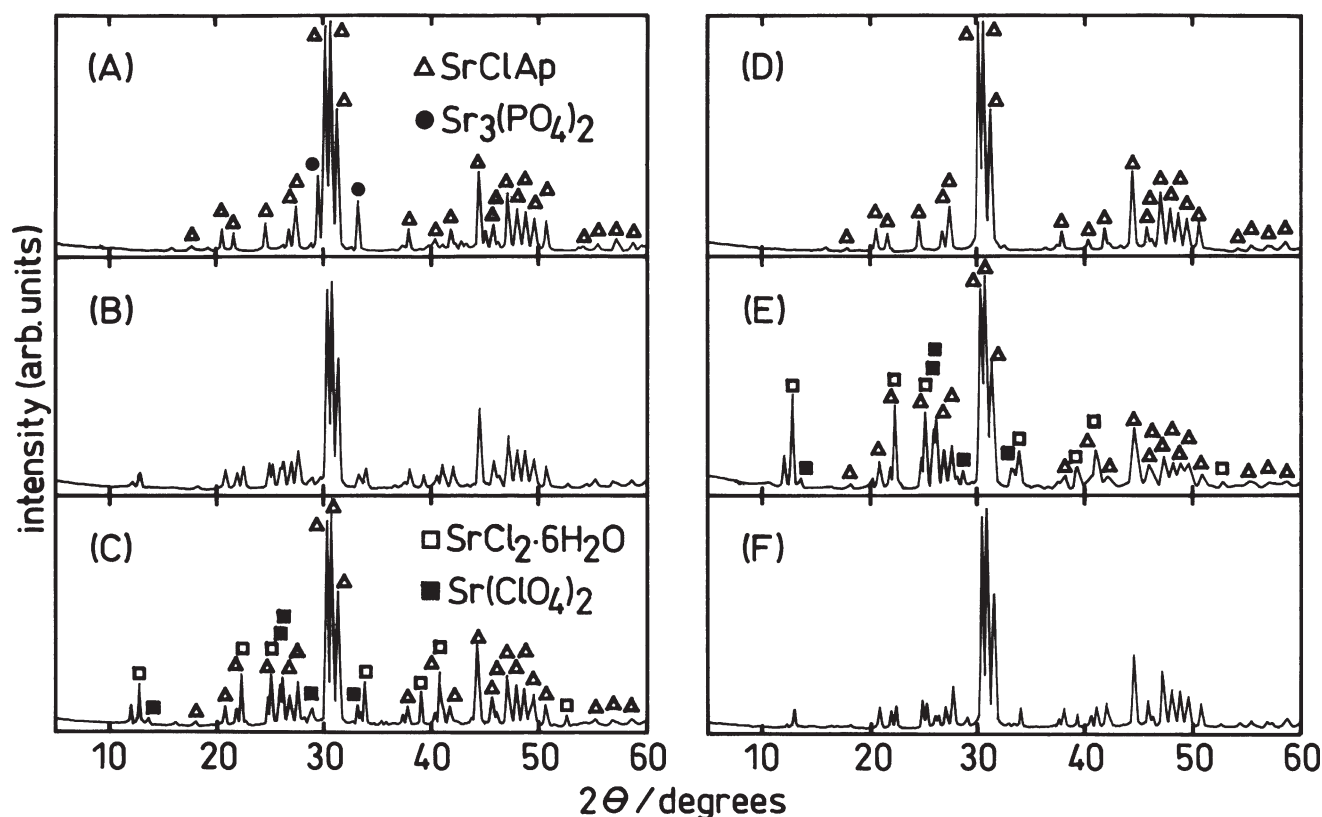 (A)
△ SrClAp
● Sr₃(PO₄)₂
(B)
(C)
□ SrCl₂·6H₂O
■ Sr(ClO₄)₂
(D)
(E)
(F)
intensity (arb. units)
10 20 30 40 50 60
10 20 30 40 50 60
2Θ / degrees